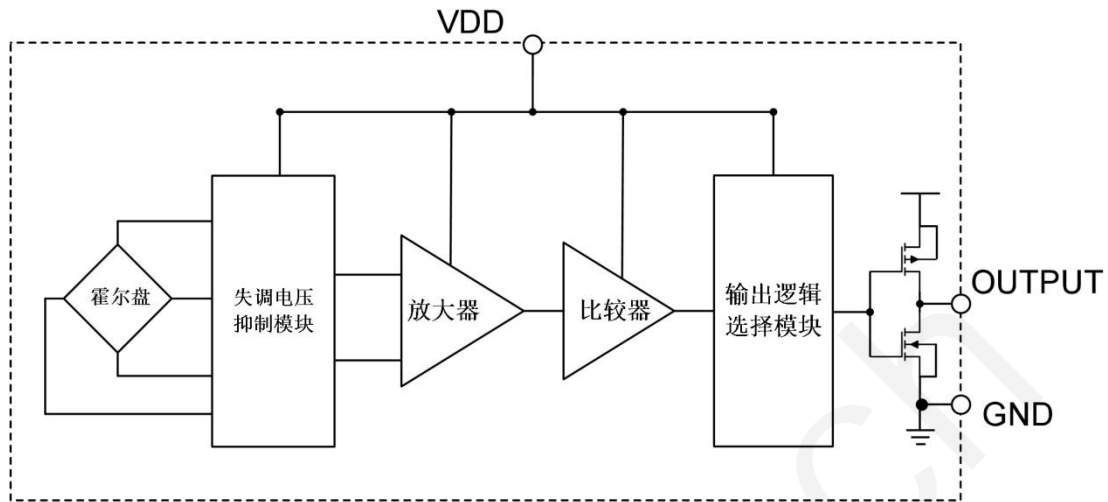 VDD
霍尔盘
失调电压
抑制模块
放大器
比较器
输出逻辑
选择模块
OUTPUT
GND